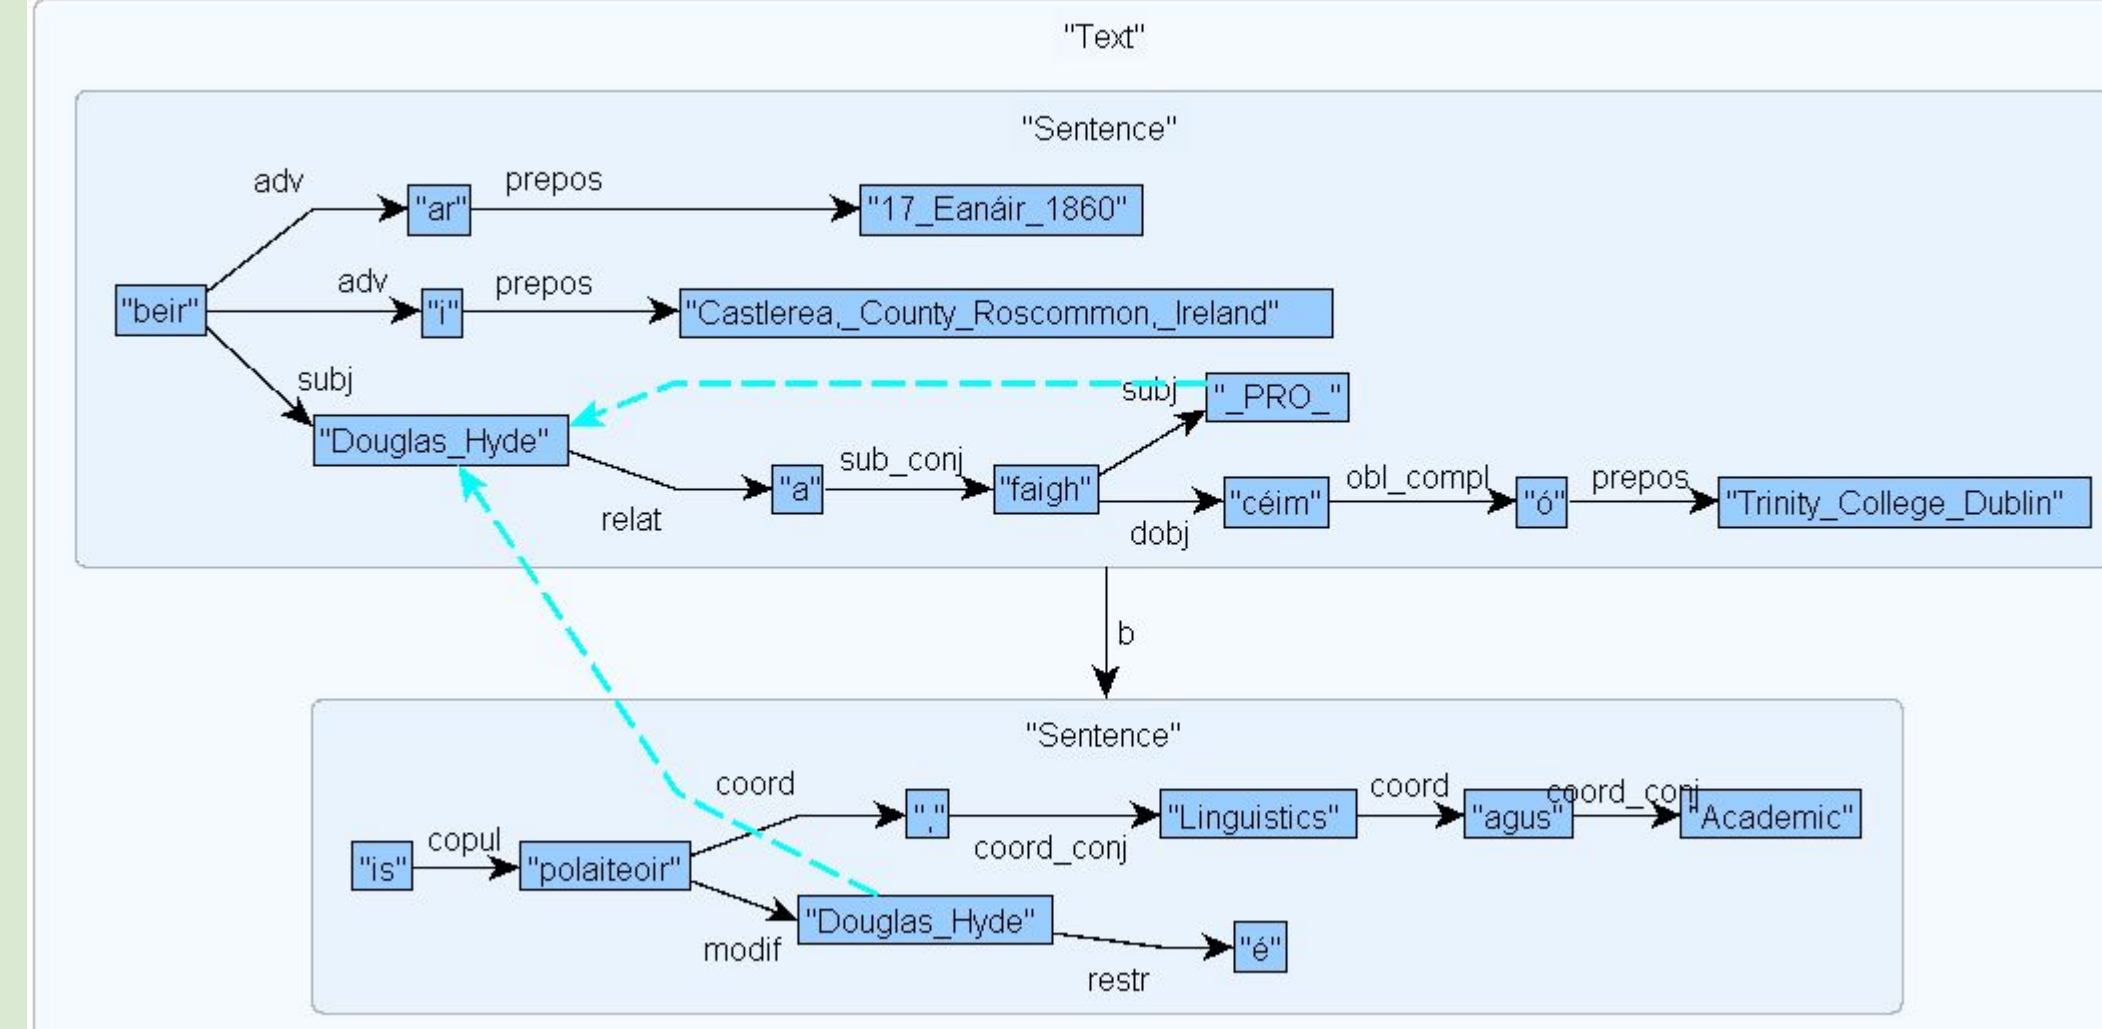 "Text"
"Sentence"
adv
prepos
"ar"
"17_Eanáir_1860"
adv
prepos
"beir"
"i"
"Castlerea,_County_Roscommon,_Ireland"
subj
subj
"_PRO_"
"Douglas_Hyde"
sub_conj
obl_compl
prepos
"a"
"faigh"
"céim"
"ó"
"Trinity_College_Dublin"
relat
dobj
b
"Sentence"
coord
coord
coord_conj
","
"Linguistics"
"agus"
"Academic"
copul
coord_conj
"is"
"polaiteoir"
"Douglas_Hyde"
modif
"é"
restr